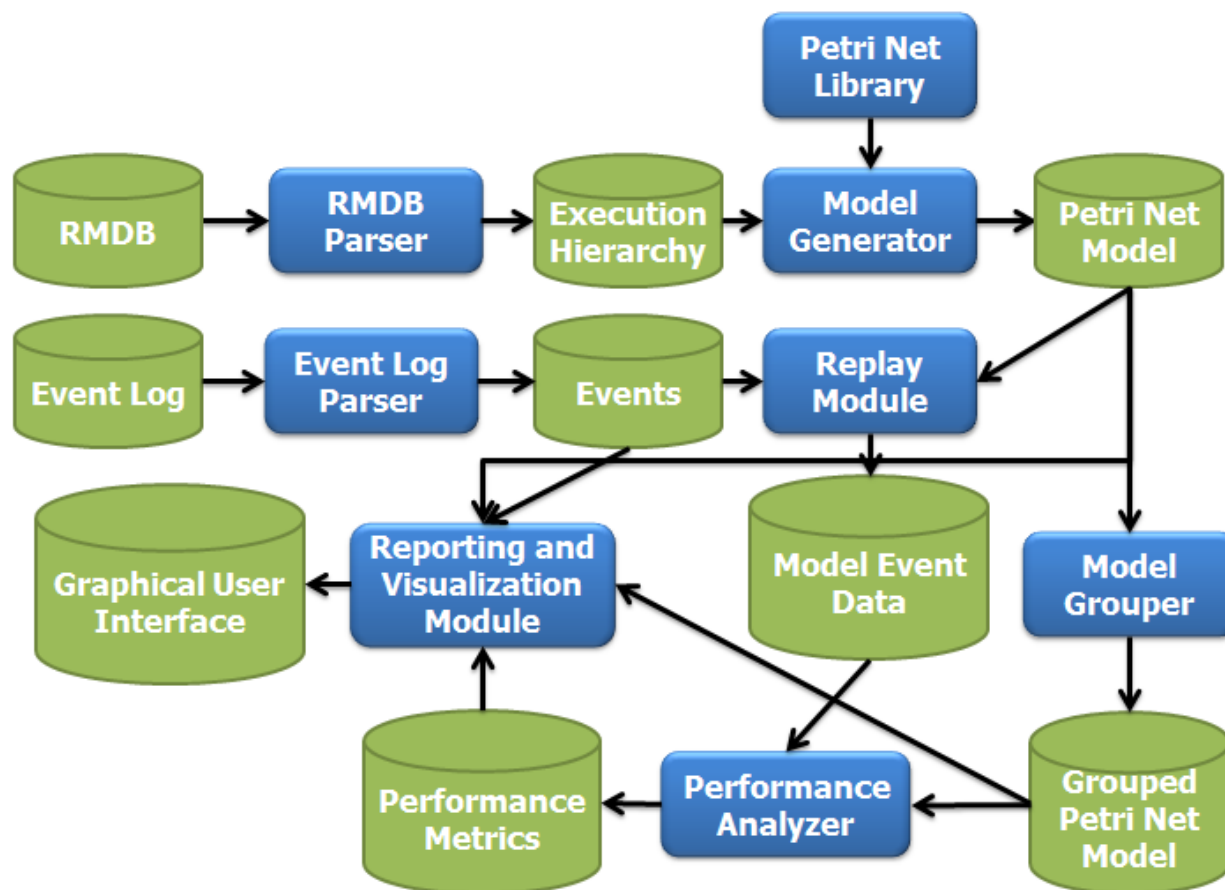 Petri Net
Library
RMDB
RMDB
Parser
Execution
Hierarchy
Model
Generator
Petri Net
Model
Event Log
Event Log
Parser
Events
Replay
Module
Graphical User
Interface
Reporting and
Visualization
Module
Model Event
Data
Model
Grouper
Performance
Metrics
Performance
Analyzer
Grouped
Petri Net
Model